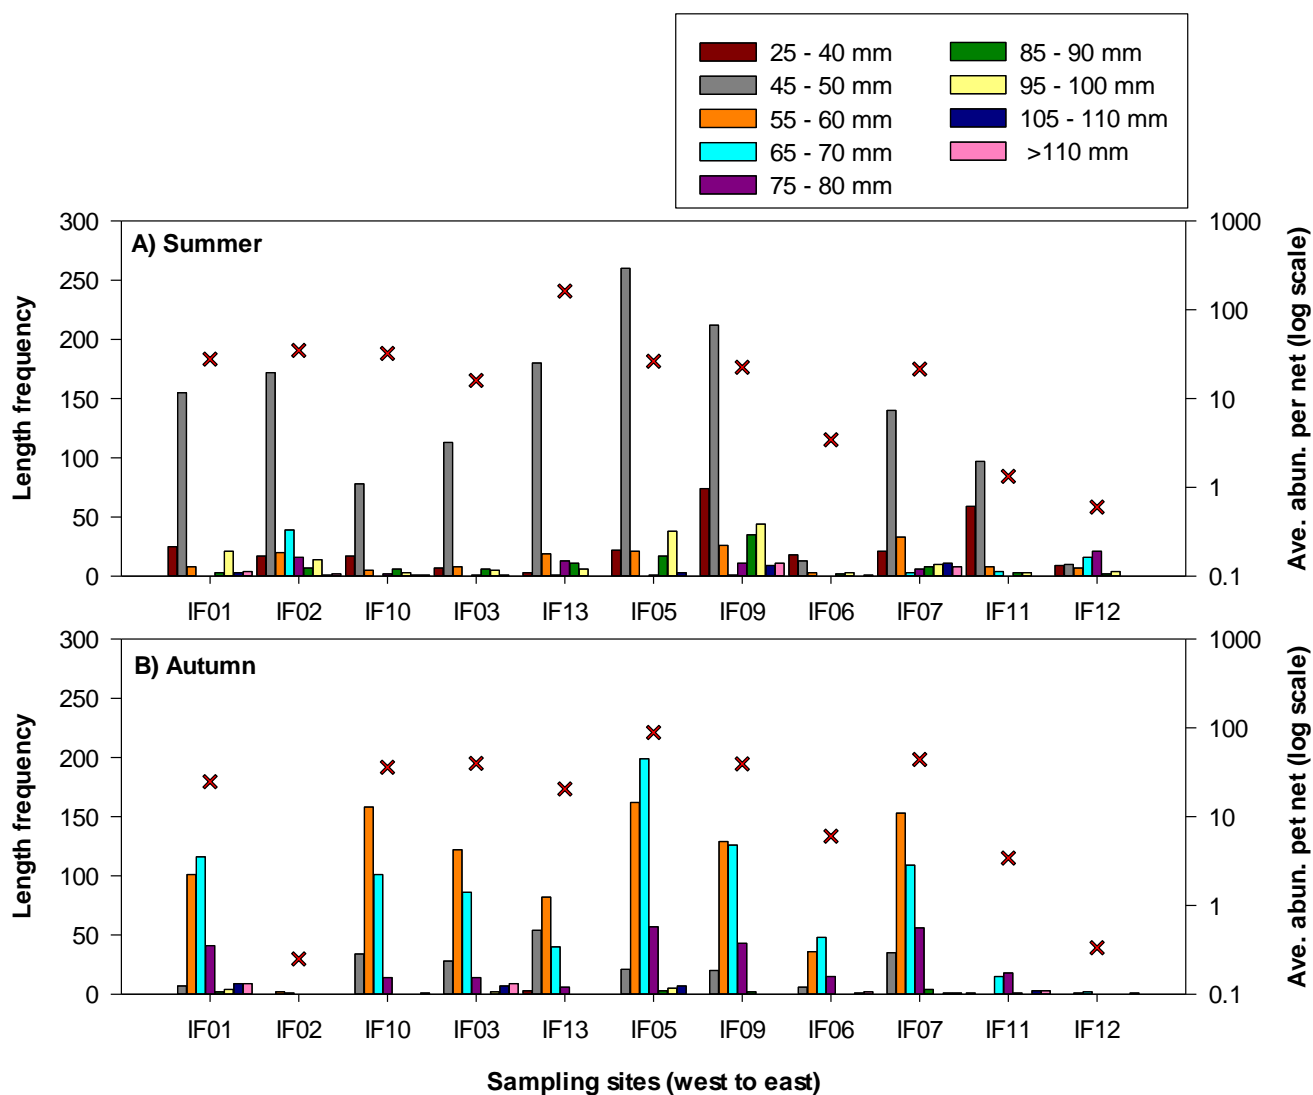 25 - 40 mm
45 - 50 mm
55 - 60 mm
65 - 70 mm
75 - 80 mm
85 - 90 mm
95 - 100 mm
105 - 110 mm
>110 mm
A) Summer
Length frequency
300
250
200
150
100
50
0
1000
100
10
1
0.1
Ave. abun. per net (log scale)
IF01 IF02 IF10 IF03 IF13 IF05 IF09 IF06 IF07 IF11 IF12
B) Autumn
Length frequency
300
250
200
150
100
50
0
1000
100
10
1
0.1
Ave. abun. pet net (log scale)
IF01 IF02 IF10 IF03 IF13 IF05 IF09 IF06 IF07 IF11 IF12
Sampling sites (west to east)